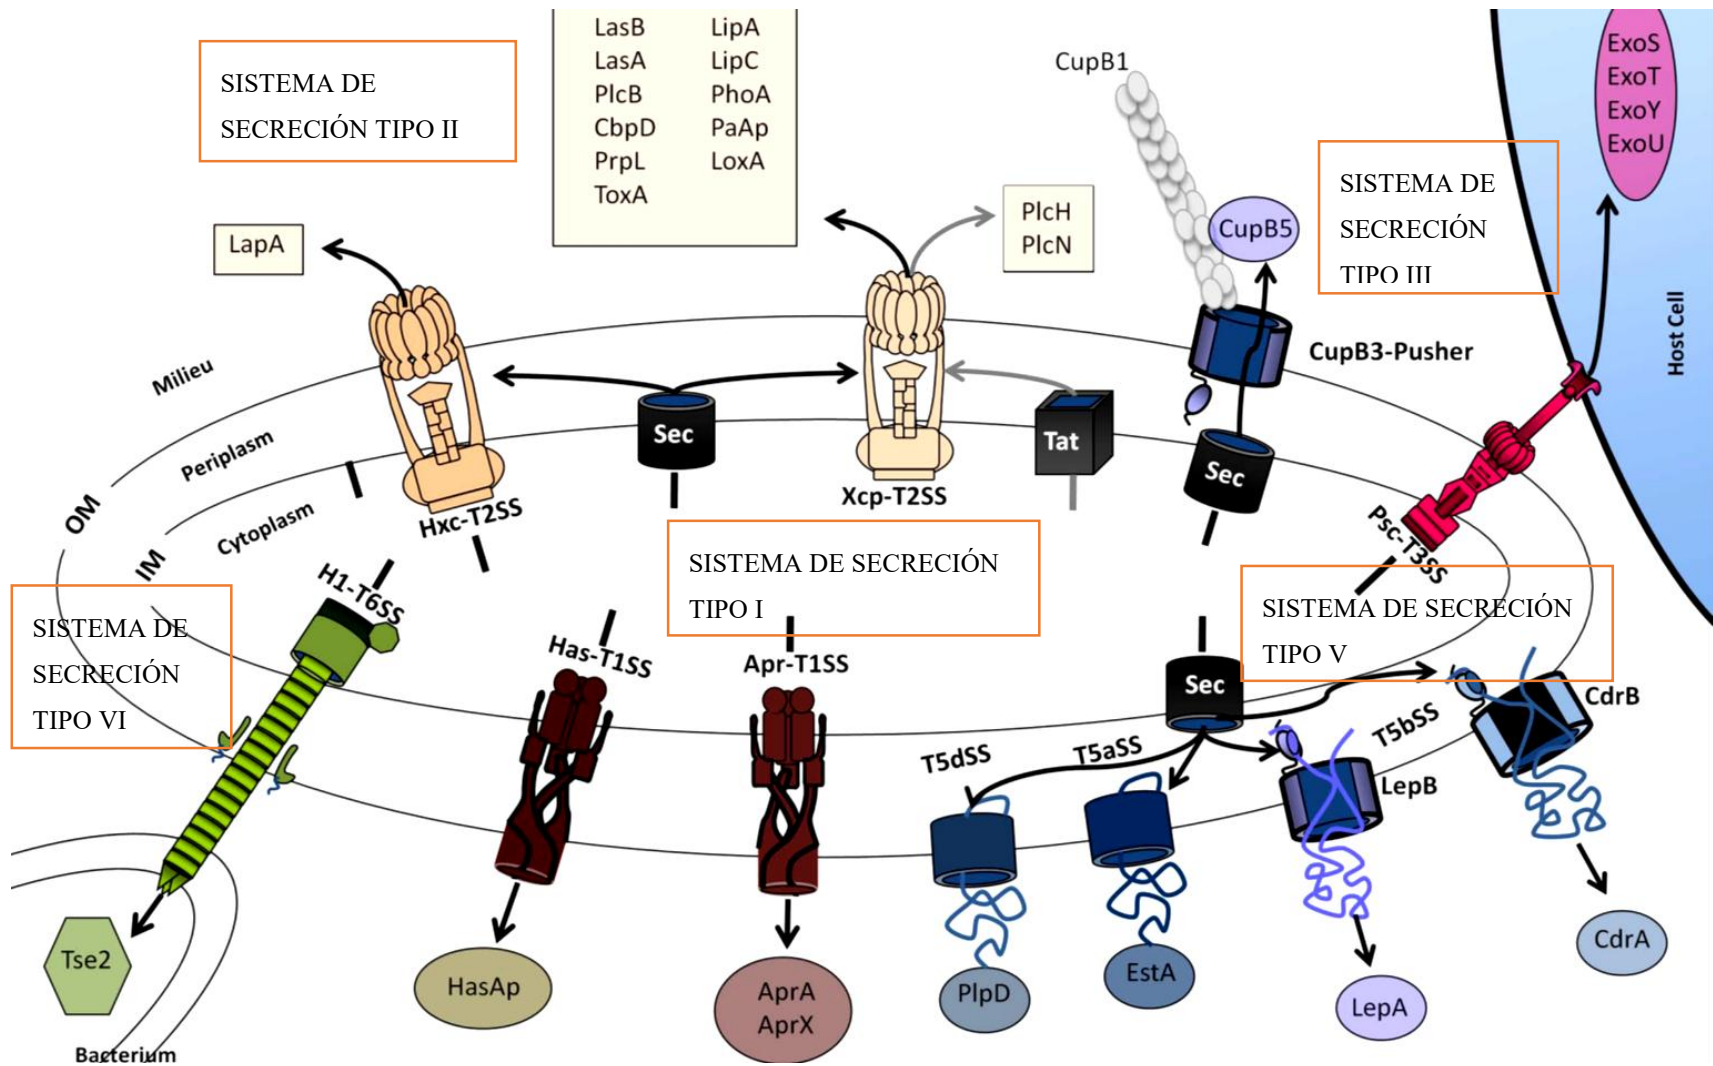 LasB LipA
LasA LipC
PlcB PhoA
CbpD PaAp
PrpL LoxA
ToxA
SISTEMA DE
SECRECIÓN TIPO II
CupB1
ExoS
ExoT
ExoY
ExoU
SISTEMA DE
SECRECIÓN
TIPO III
LapA
PlcH
PlcN
CupB5
Host Cell
CupB3-Pusher
Milieu
Periplasm
OM
Cytoplasm
IM
Sec
Tat
Sec
Hxc-T2SS
Xcp-T2SS
Psc-T3SS
SISTEMA DE SECRECIÓN
TIPO I
SISTEMA DE SECRECIÓN
TIPO V
H1-T6SS
SISTEMA DE
SECRECIÓN
TIPO VI
Has-T1SS
Apr-T1SS
Sec
CdrB
T5dSS
T5aSS
T5bSS
LepB
Tse2
HasAp
AprA
AprX
PlpD
EstA
LepA
CdrA
Bacterium